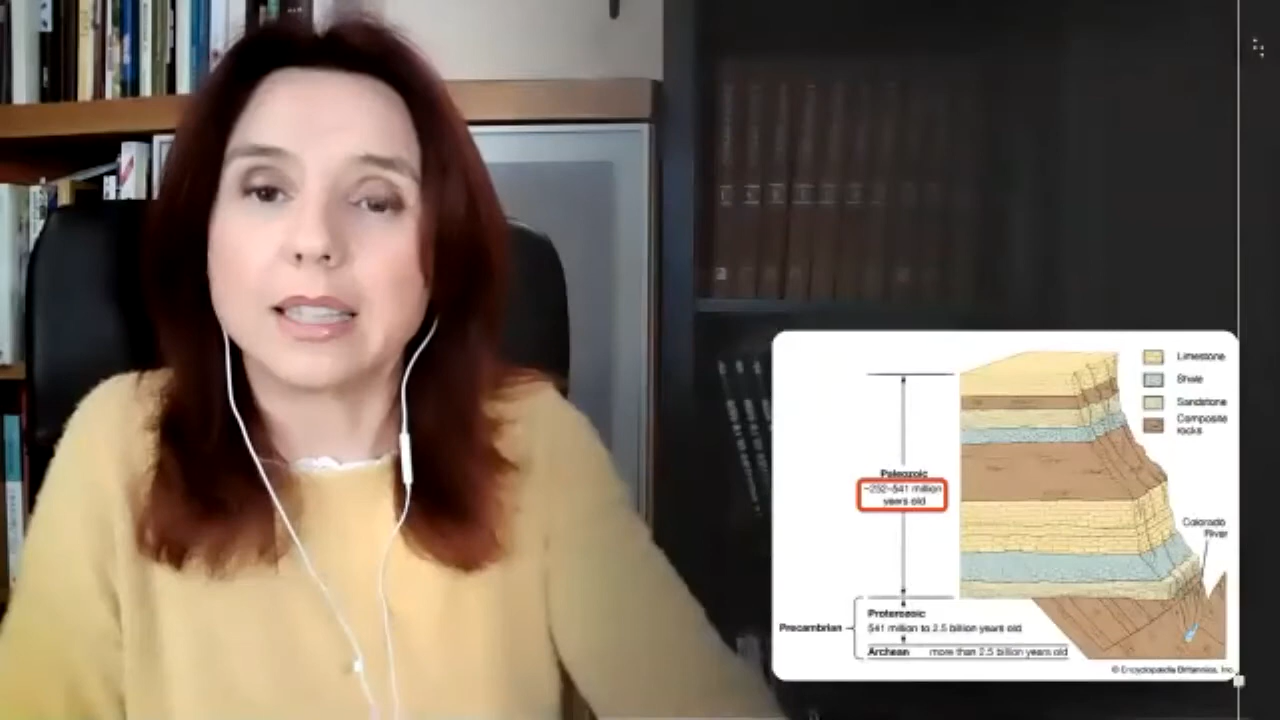 Limestone
Shale
Sandstone
Composite
rocks
Paleozoic
~252–541 million
years old
Colorado
River
Proterozoic
541 million to 2.5 billion years old
Precambrian
Archean more than 2.5 billion years old
© Encyclopædia Britannica, Inc.